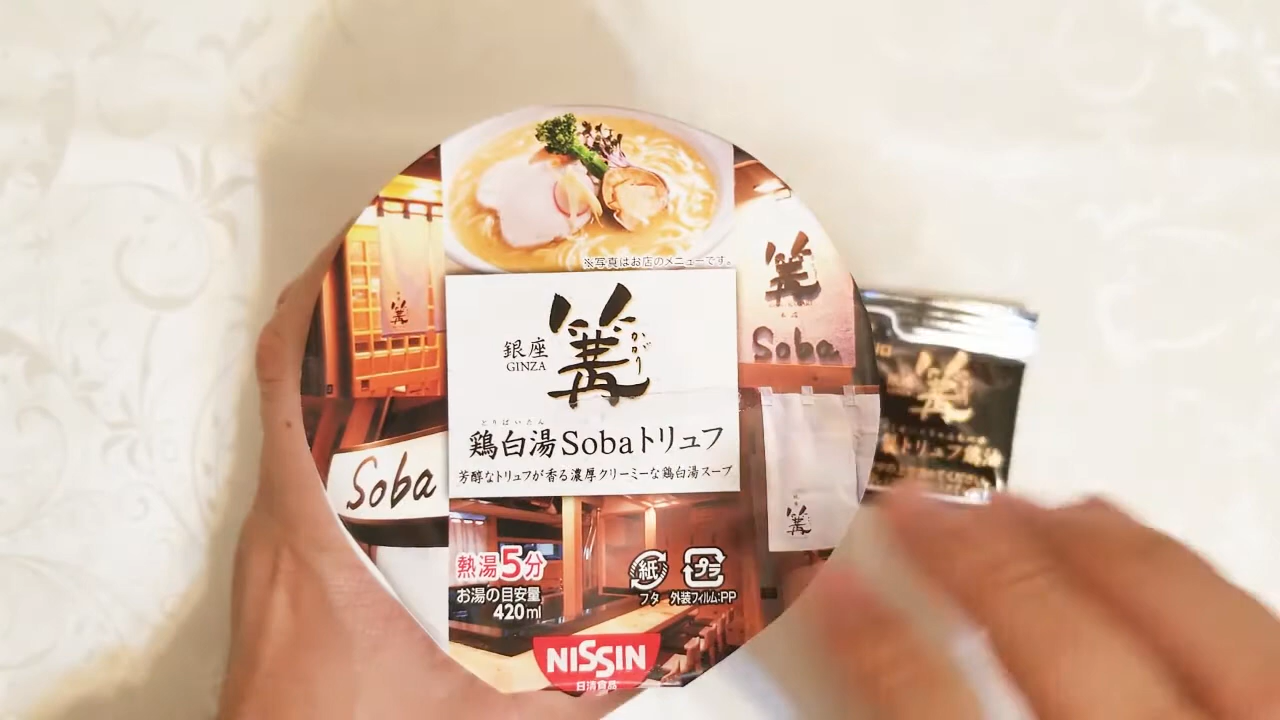 ※写真はお店のメニューです。
篝
かがり
銀座
GINZA
とりぱいたん
鶏白湯Sobaトリュフ
芳醇なトリュフが香る濃厚クリーミーな鶏白湯スープ
熱湯5分
お湯の目安量
420ml
紙
フタ
プラ
外装フィルム:PP
NISSIN
日清食品
篝
Soba
篝
Soba
篝
篝
トリュフ